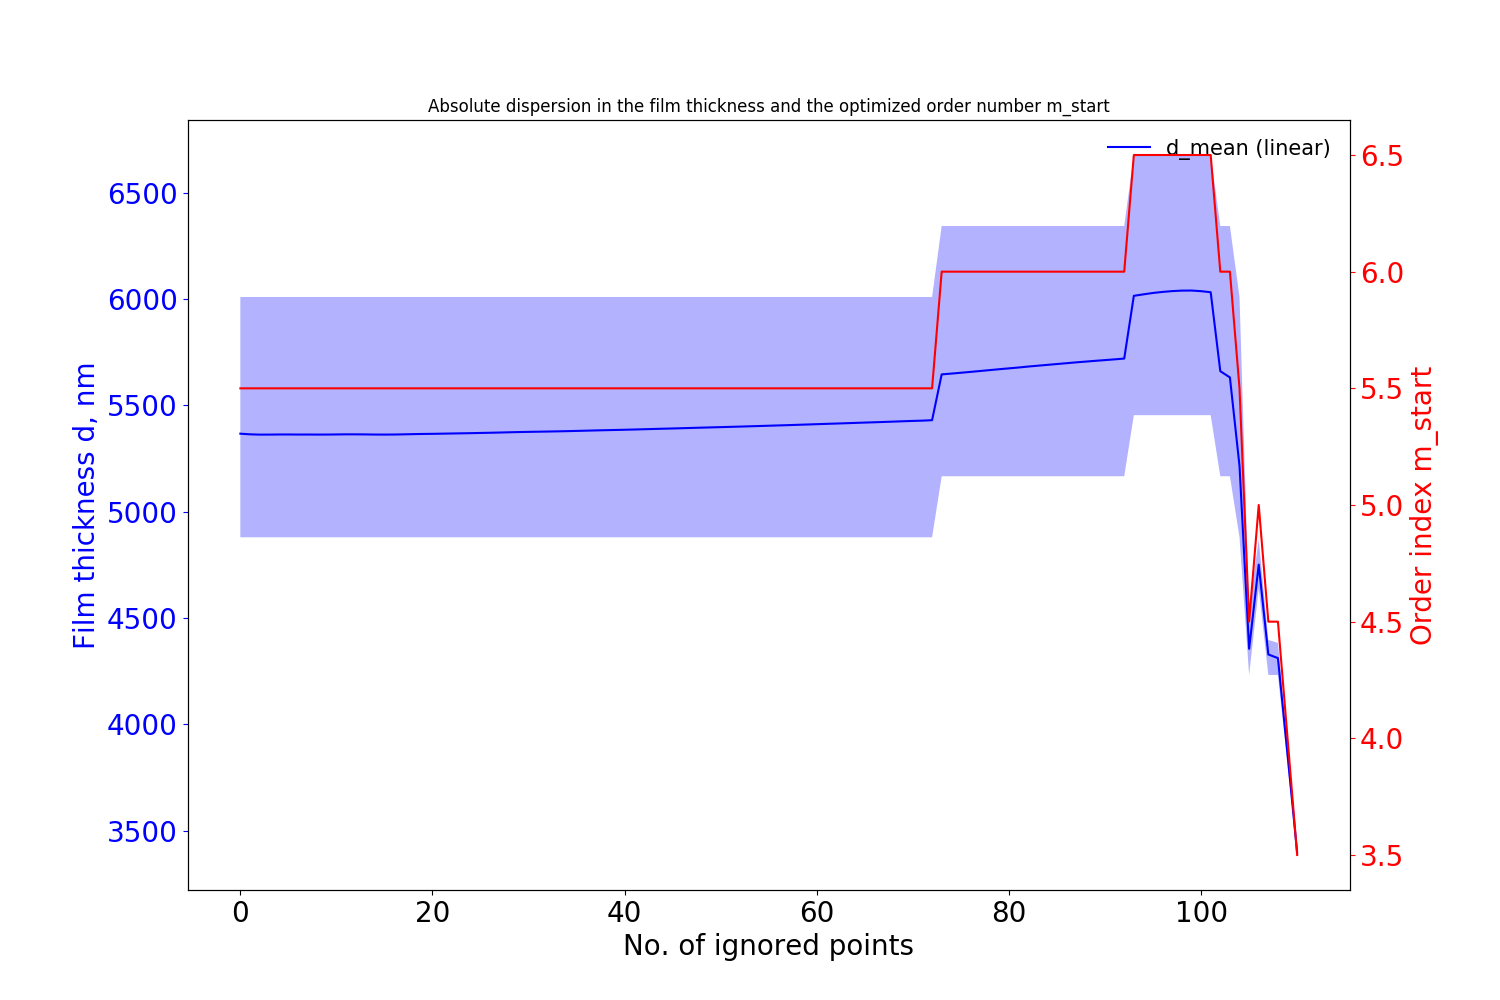 Absolute dispersion in the film thickness and the optimized order number m_start
d_mean (linear)
6500
6000
5500
5000
4500
4000
3500
Film thickness d, nm
6.5
6.0
5.5
5.0
4.5
4.0
3.5
Order index m_start
0 20 40 60 80 100
No. of ignored points